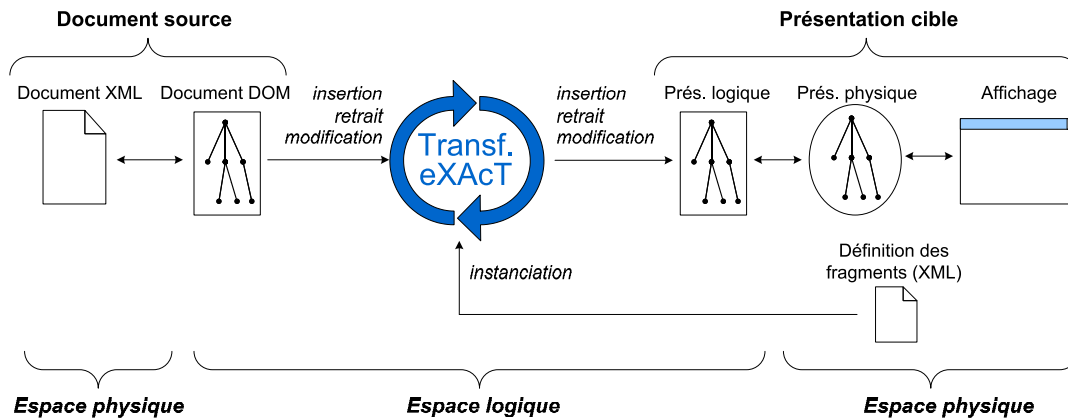 Document source
Présentation cible
Document XML
Document DOM
insertion
retrait
modification
Transf.
eXAcT
insertion
retrait
modification
Prés. logique
Prés. physique
Affichage
instanciation
Définition des
fragments (XML)
Espace physique
Espace logique
Espace physique